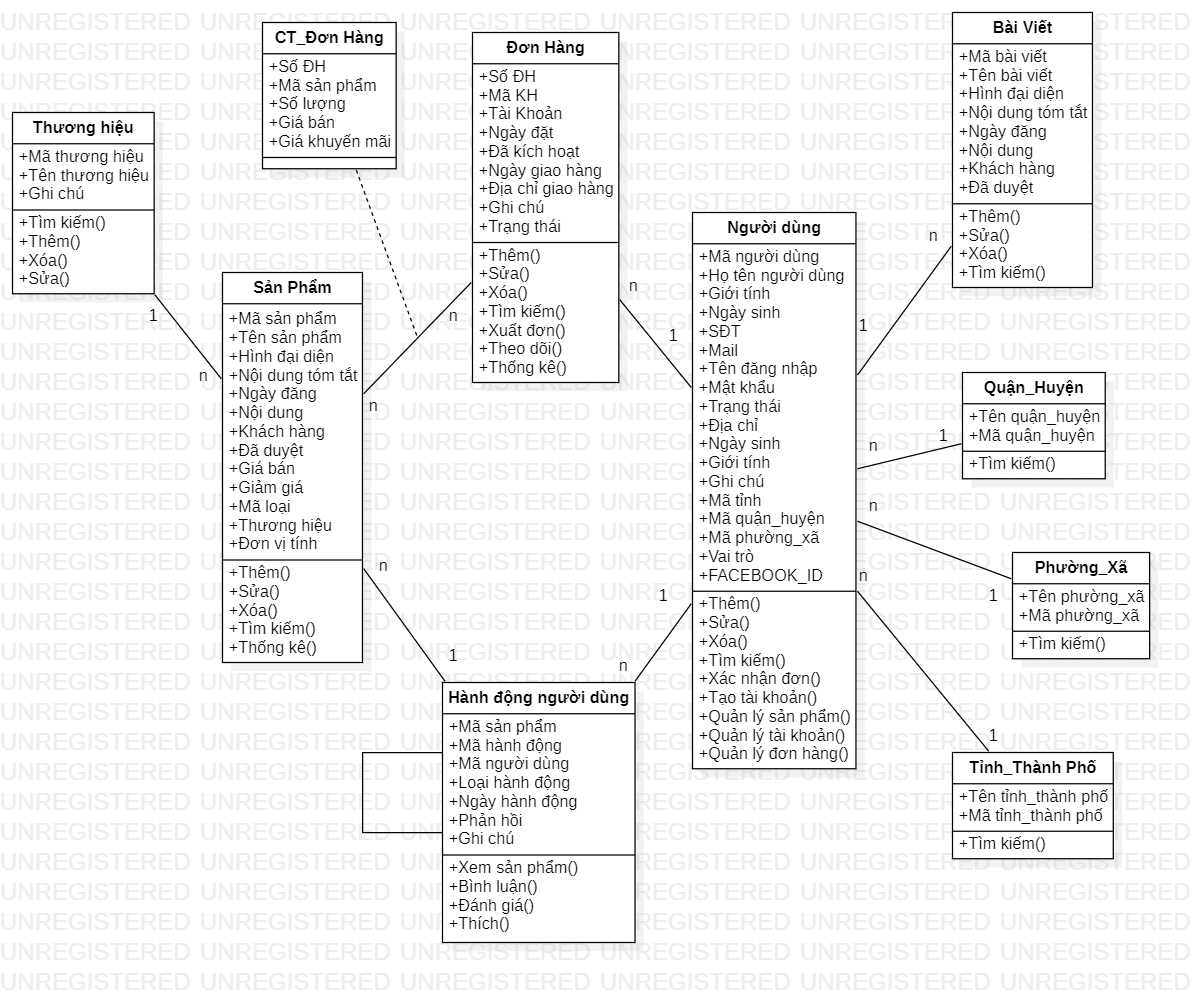 CT_Đơn Hàng
+Số ĐH
+Mã sản phẩm
+Số lượng
+Giá bán
+Giá khuyến mãi
Đơn Hàng
+Số ĐH
+Mã KH
+Tài Khoản
+Ngày đặt
+Đã kích hoạt
+Ngày giao hàng
+Địa chỉ giao hàng
+Ghi chú
+Trạng thái
+Thêm()
+Sửa()
+Xóa()
+Tìm kiếm()
+Xuất đơn()
+Theo dõi()
+Thống kê()
Bài Viết
+Mã bài viết
+Tên bài viết
+Hình đại diện
+Nội dung tóm tắt
+Ngày đăng
+Nội dung
+Khách hàng
+Đã duyệt
+Thêm()
+Sửa()
+Xóa()
+Tìm kiếm()
Thương hiệu
+Mã thương hiệu
+Tên thương hiệu
+Ghi chú
+Tìm kiếm()
+Thêm()
+Xóa()
+Sửa()
1
n
Sản Phẩm
+Mã sản phẩm
+Tên sản phẩm
+Hình đại diện
+Nội dung tóm tắt
+Ngày đăng
+Nội dung
+Khách hàng
+Đã duyệt
+Giá bán
+Giảm giá
+Mã loại
+Thương hiệu
+Đơn vị tính
+Thêm()
+Sửa()
+Xóa()
+Tìm kiếm()
+Thống kê()
n
n
n
1
Người dùng
+Mã người dùng
+Họ tên người dùng
+Giới tính
+Ngày sinh
+SĐT
+Mail
+Tên đăng nhập
+Mật khẩu
+Trạng thái
+Địa chỉ
+Ngày sinh
+Giới tính
+Ghi chú
+Mã tỉnh
+Mã quận_huyện
+Mã phường_xã
+Vai trò
+FACEBOOK_ID
+Thêm()
+Sửa()
+Xóa()
+Tìm kiếm()
+Xác nhận đơn()
+Tạo tài khoản()
+Quản lý sản phẩm()
+Quản lý tài khoản()
+Quản lý đơn hàng()
n
1
n
1
Quận_Huyện
+Tên quận_huyện
+Mã quận_huyện
+Tìm kiếm()
n
1
Phường_Xã
+Tên phường_xã
+Mã phường_xã
+Tìm kiếm()
n
1
Tỉnh_Thành Phố
+Tên tỉnh_thành phố
+Mã tỉnh_thành phố
+Tìm kiếm()
n
1
1
n
Hành động người dùng
+Mã sản phẩm
+Mã hành động
+Mã người dùng
+Loại hành động
+Ngày hành động
+Phản hồi
+Ghi chú
+Xem sản phẩm()
+Bình luận()
+Đánh giá()
+Thích()